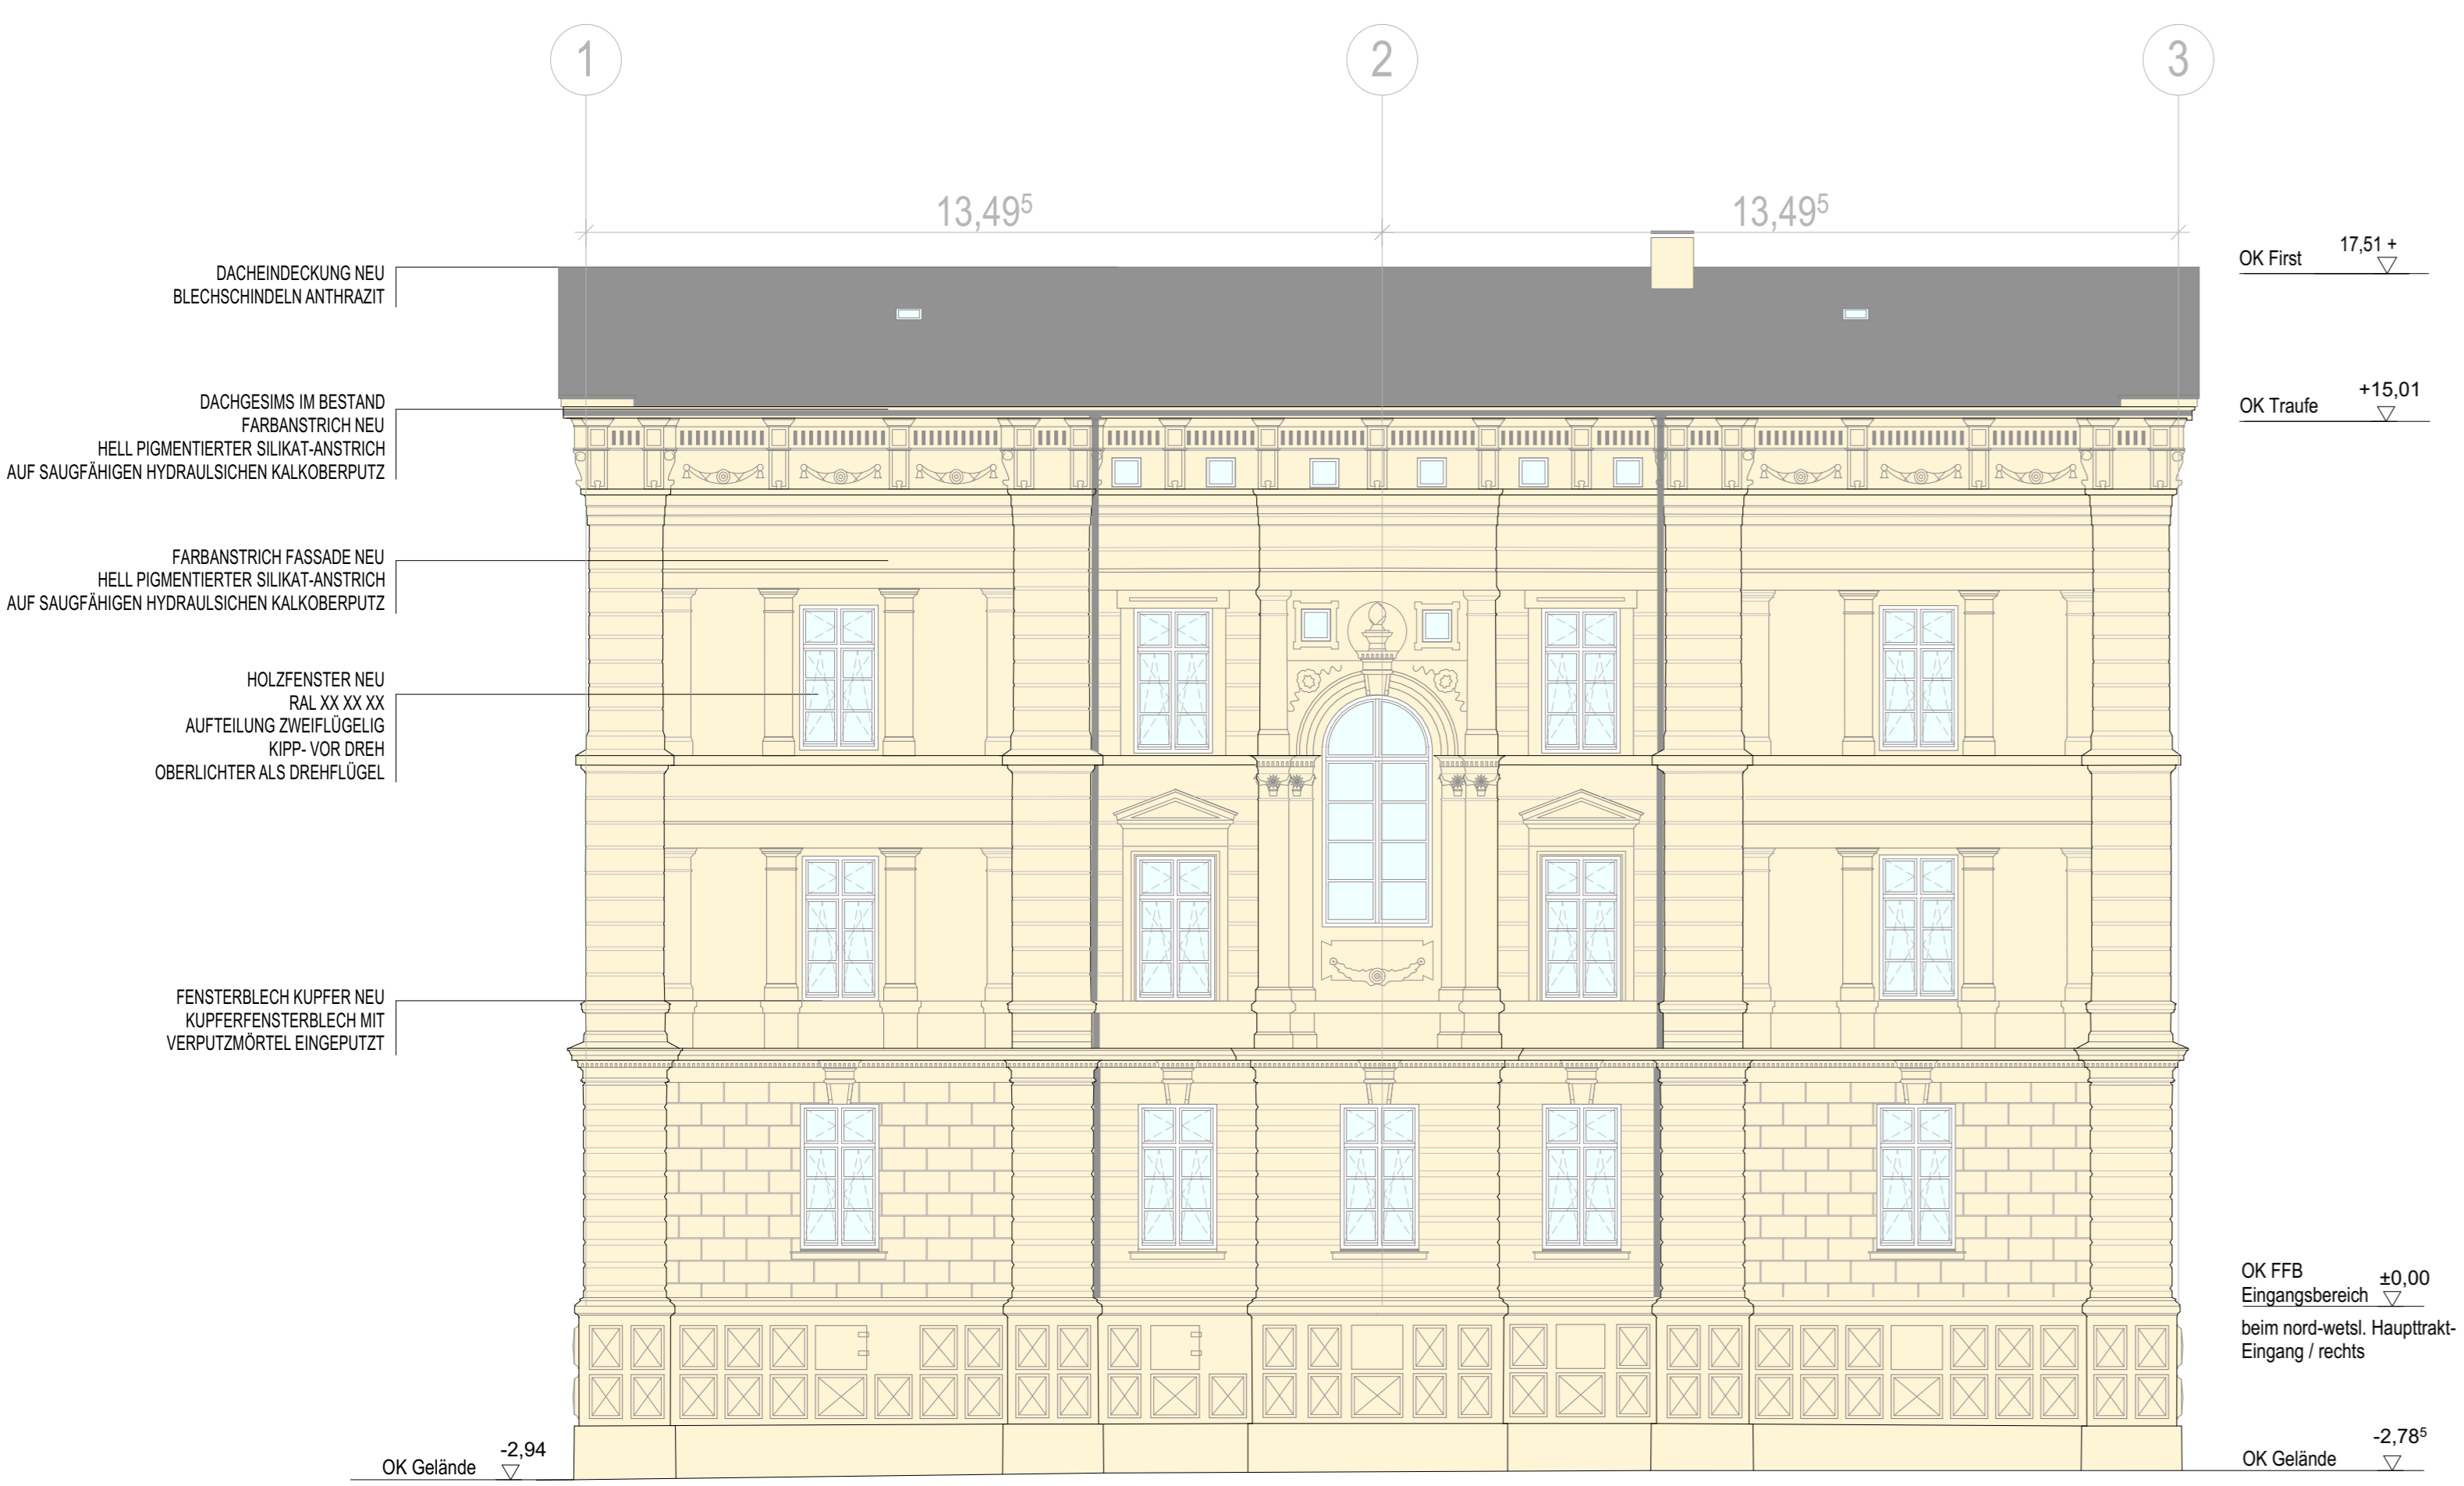 1
2
3
13,49⁵
13,49⁵
DACHEINDECKUNG NEU
BLECHSCHINDELN ANTHRAZIT
17,51 +
OK First
DACHGESIMS IM BESTAND
FARBANSTRICH NEU
HELL PIGMENTIERTER SILIKAT-ANSTRICH
AUF SAUGFÄHIGEN HYDRAULSICHEN KALKOBERPUTZ
+15,01
OK Traufe
FARBANSTRICH FASSADE NEU
HELL PIGMENTIERTER SILIKAT-ANSTRICH
AUF SAUGFÄHIGEN HYDRAULSICHEN KALKOBERPUTZ
HOLZFENSTER NEU
RAL XX XX XX
AUFTEILUNG ZWEIFLÜGELIG
KIPP- VOR DREH
OBERLICHTER ALS DREHFLÜGEL
FENSTERBLECH KUPFER NEU
KUPFERFENSTERBLECH MIT
VERPUTZMÖRTEL EINGEPUTZT
OK FFB
Eingangsbereich ±0,00
beim nord-wetsl. Haupttrakt-
Eingang / rechts
OK Gelände -2,94
OK Gelände -2,78⁵